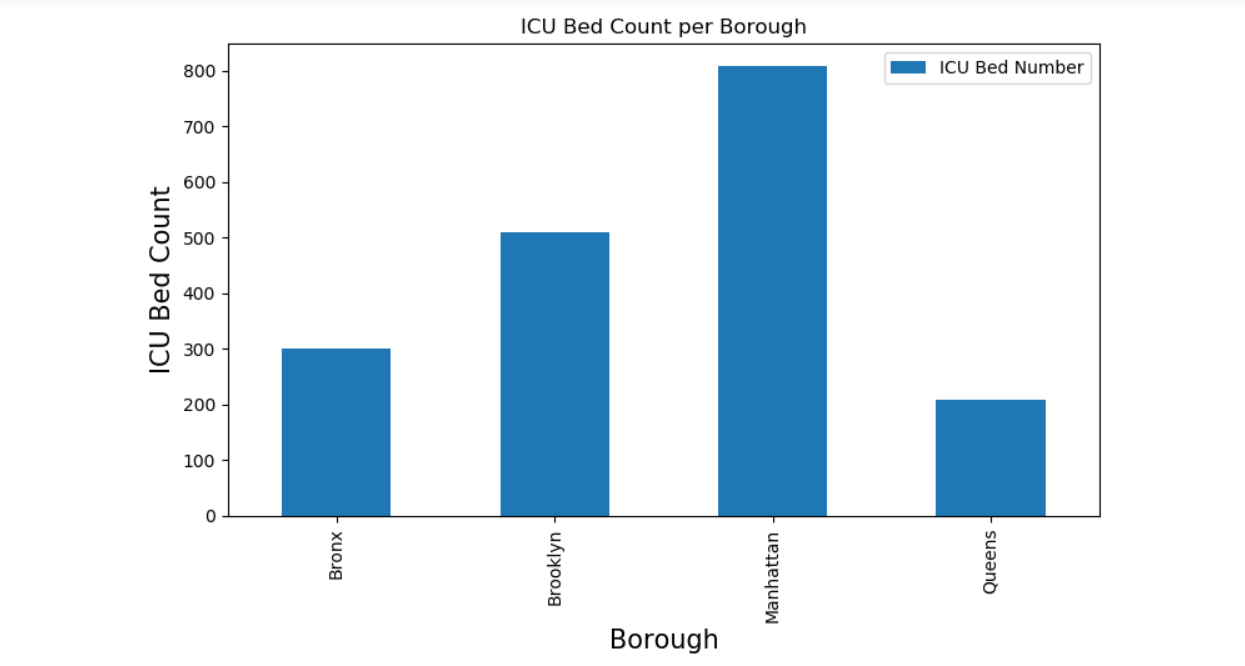 ICU Bed Count per Borough
ICU Bed Number
ICU Bed Count
800
700
600
500
400
300
200
100
0
Bronx
Brooklyn
Manhattan
Queens
Borough